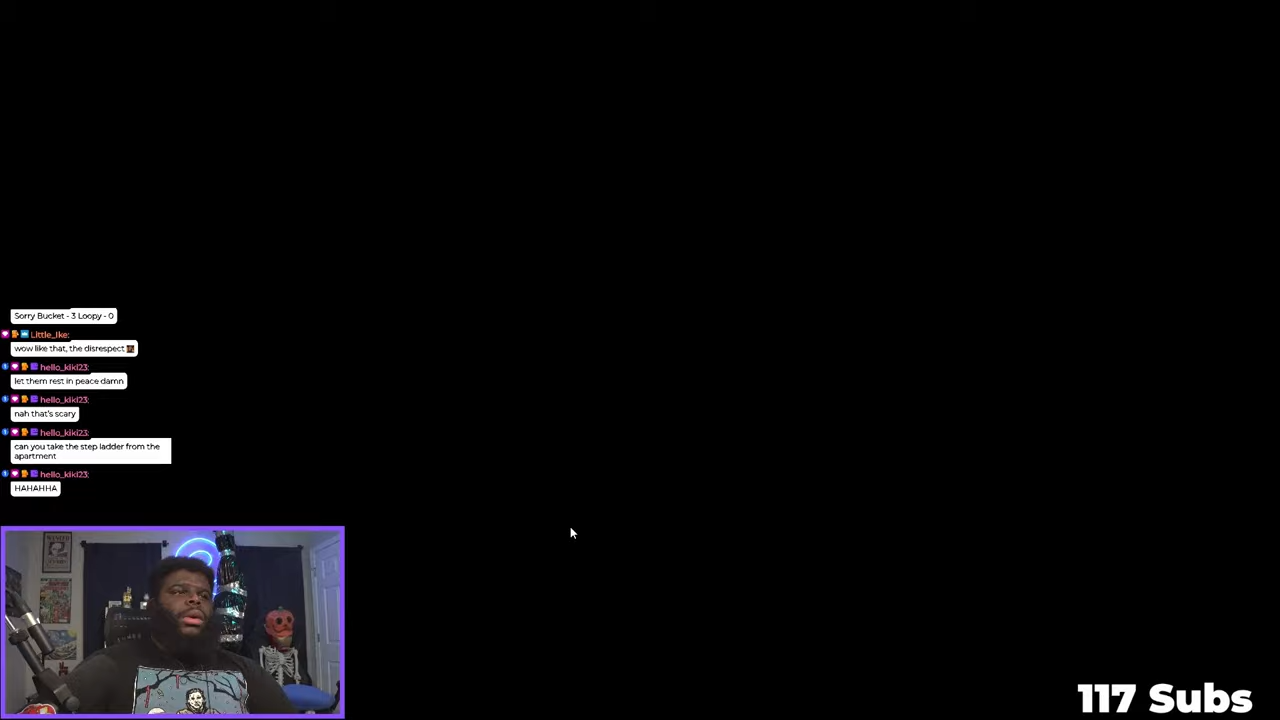 Sorry Bucket - 3 Loopy - 0
Little_Ike:
wow like that, the disrespect
hello_kiki23:
let them rest in peace damn
hello_kiki23:
nah that's scary
hello_kiki23:
can you take the step ladder from the
apartment
hello_kiki23:
HAHAHHA
WANTED
117 Subs